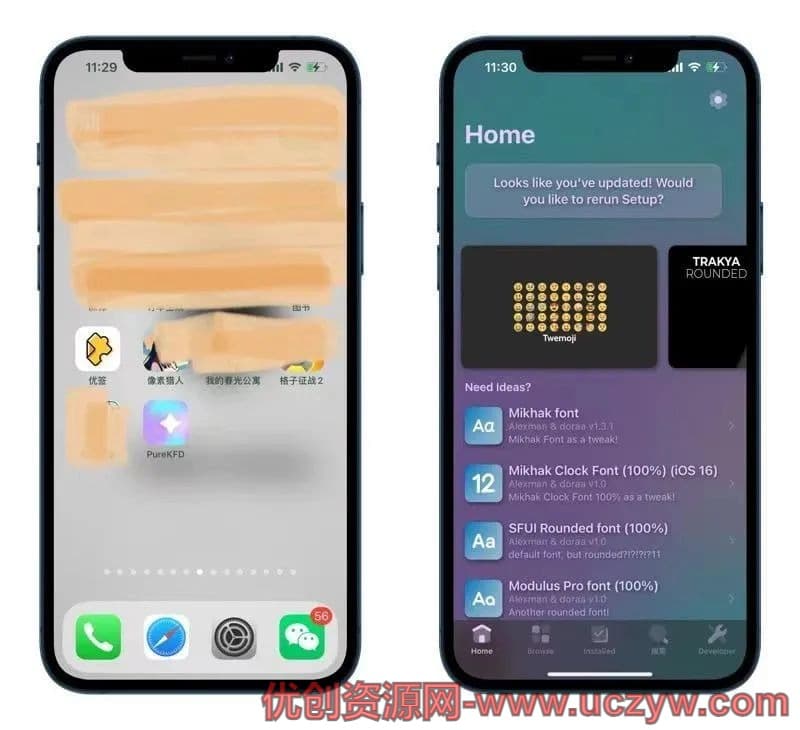 11:29
优签
像素猎人
我的春光公寓
格子征战2
PureKFD
56
11:30
Home
Looks like you've updated! Would
you like to rerun Setup?
Twemoji
TRAKYA
ROUNDED
Need Ideas?
Aa
Mikhak font
Alexman & doraa v1.3.1
Mikhak Font as a tweak!
12
Mikhak Clock Font (100%) (iOS 16)
Alexman & doraa v1.0
Mikhak Clock Font 100% as a tweak!
Aa
SFUI Rounded font (100%)
Alexman & doraa v1.0
default font, but rounded?!?!?!?11
Aa
Modulus Pro font (100%)
Alexman & doraa v1.0
Another rounded font!
Home
Browse
Installed
搜索
Developer
优创资源网-www.uczyw.com